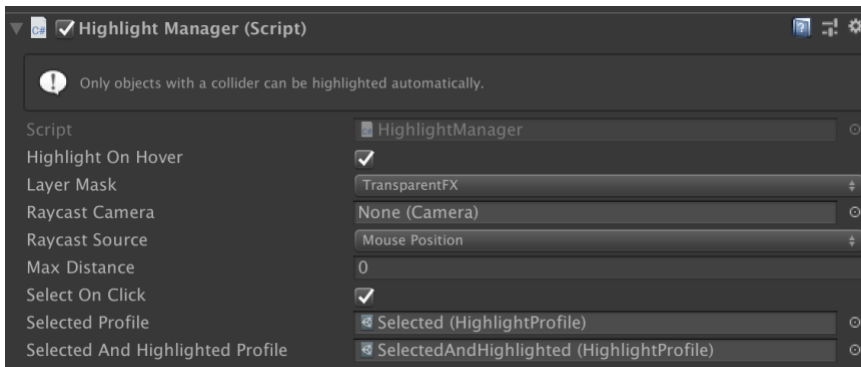 C# Highlight Manager (Script)
Only objects with a collider can be highlighted automatically.
Script HighlightManager
Highlight On Hover
Layer Mask TransparentFX
Raycast Camera None (Camera)
Raycast Source Mouse Position
Max Distance 0
Select On Click
Selected Profile Selected (HighlightProfile)
Selected And Highlighted Profile SelectedAndHighlighted (HighlightProfile)